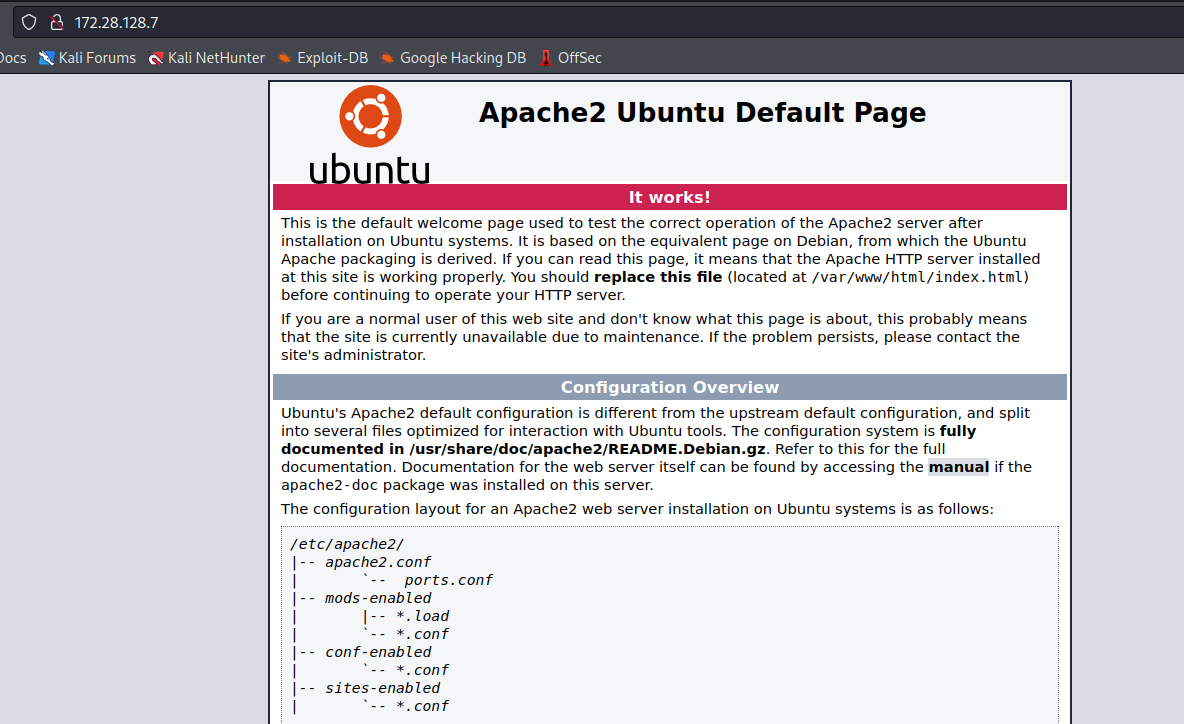 172.28.128.7
Docs Kali Forums Kali NetHunter Exploit-DB Google Hacking DB OffSec
ubuntu
Apache2 Ubuntu Default Page
It works!
This is the default welcome page used to test the correct operation of the Apache2 server after
installation on Ubuntu systems. It is based on the equivalent page on Debian, from which the Ubuntu
Apache packaging is derived. If you can read this page, it means that the Apache HTTP server installed
at this site is working properly. You should replace this file (located at /var/www/html/index.html)
before continuing to operate your HTTP server.
If you are a normal user of this web site and don't know what this page is about, this probably means
that the site is currently unavailable due to maintenance. If the problem persists, please contact the
site's administrator.
Configuration Overview
Ubuntu's Apache2 default configuration is different from the upstream default configuration, and split
into several files optimized for interaction with Ubuntu tools. The configuration system is fully
documented in /usr/share/doc/apache2/README.Debian.gz. Refer to this for the full
documentation. Documentation for the web server itself can be found by accessing the manual if the
apache2-doc package was installed on this server.
The configuration layout for an Apache2 web server installation on Ubuntu systems is as follows:
/etc/apache2/
|-- apache2.conf
|       `--  ports.conf
|-- mods-enabled
|       |-- *.load
|       `-- *.conf
|-- conf-enabled
|       `-- *.conf
|-- sites-enabled
|       `-- *.conf